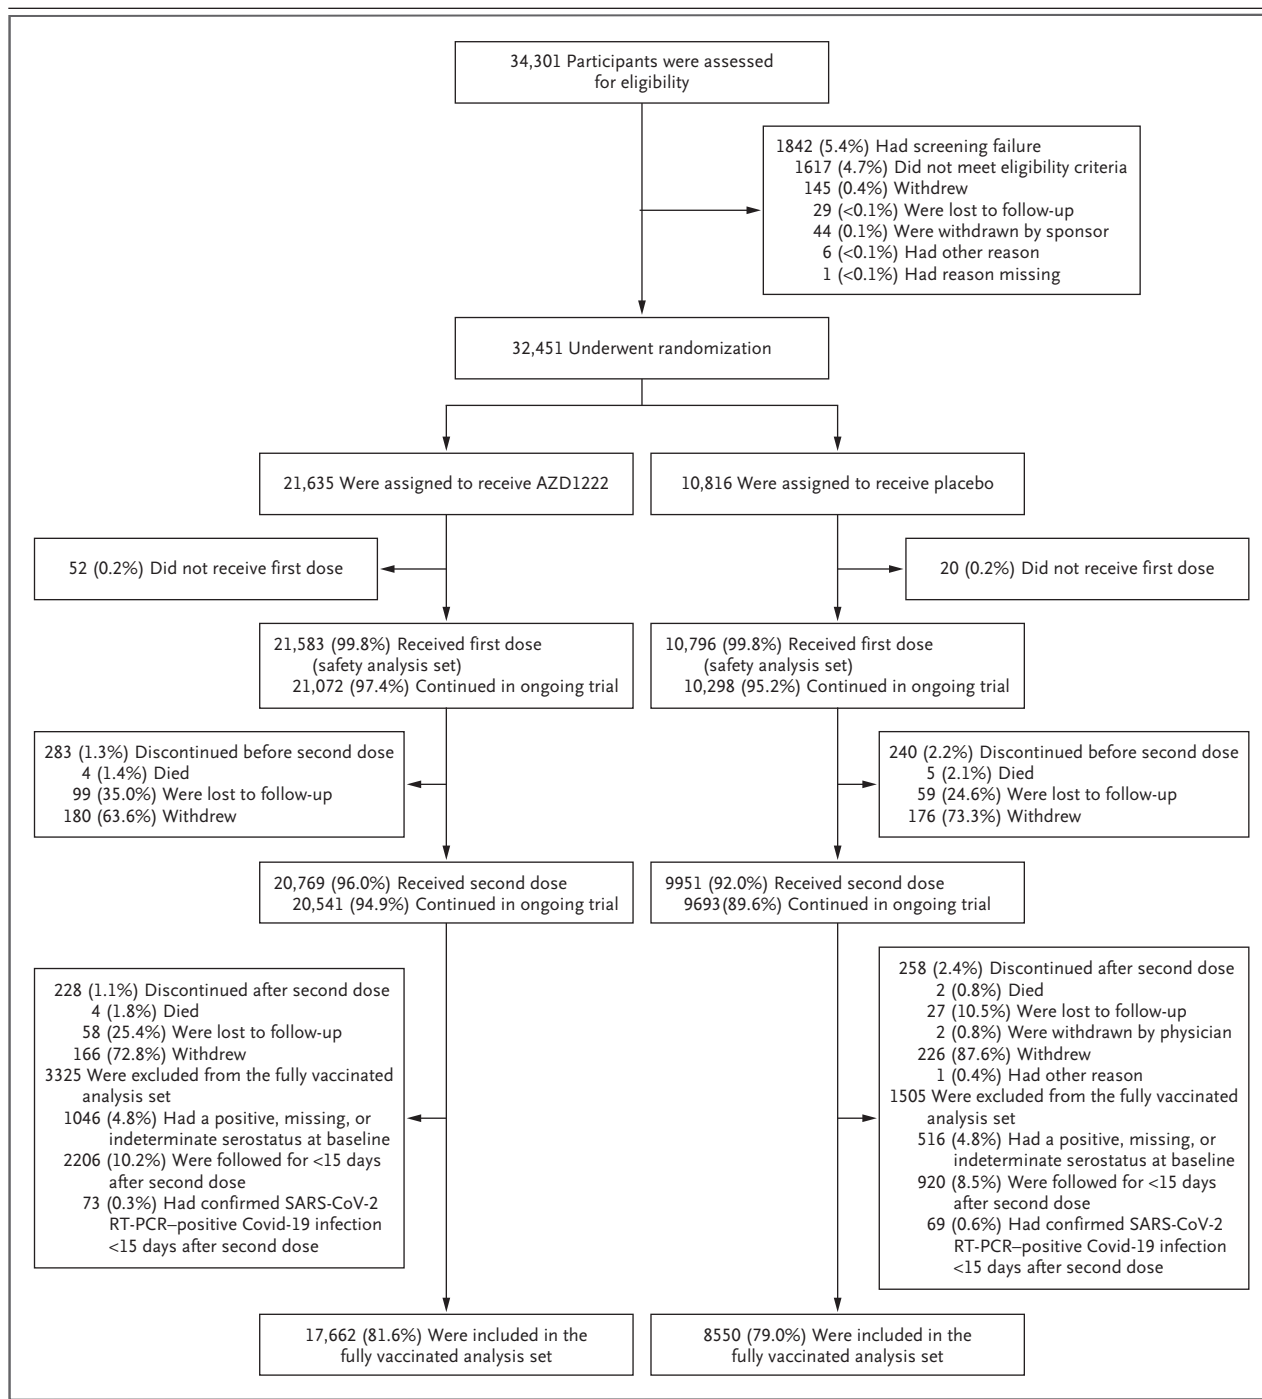 34,301 Participants were assessed
for eligibility
1842 (5.4%) Had screening failure
1617 (4.7%) Did not meet eligibility criteria
145 (0.4%) Withdrew
29 (<0.1%) Were lost to follow-up
44 (0.1%) Were withdrawn by sponsor
6 (<0.1%) Had other reason
1 (<0.1%) Had reason missing
32,451 Underwent randomization
21,635 Were assigned to receive AZD1222
10,816 Were assigned to receive placebo
52 (0.2%) Did not receive first dose
20 (0.2%) Did not receive first dose
21,583 (99.8%) Received first dose
(safety analysis set)
21,072 (97.4%) Continued in ongoing trial
10,796 (99.8%) Received first dose
(safety analysis set)
10,298 (95.2%) Continued in ongoing trial
283 (1.3%) Discontinued before second dose
4 (1.4%) Died
99 (35.0%) Were lost to follow-up
180 (63.6%) Withdrew
240 (2.2%) Discontinued before second dose
5 (2.1%) Died
59 (24.6%) Were lost to follow-up
176 (73.3%) Withdrew
20,769 (96.0%) Received second dose
20,541 (94.9%) Continued in ongoing trial
9951 (92.0%) Received second dose
9693(89.6%) Continued in ongoing trial
228 (1.1%) Discontinued after second dose
4 (1.8%) Died
58 (25.4%) Were lost to follow-up
166 (72.8%) Withdrew
3325 Were excluded from the fully vaccinated
analysis set
1046 (4.8%) Had a positive, missing, or
indeterminate serostatus at baseline
2206 (10.2%) Were followed for <15 days
after second dose
73 (0.3%) Had confirmed SARS-CoV-2
RT-PCR–positive Covid-19 infection
<15 days after second dose
258 (2.4%) Discontinued after second dose
2 (0.8%) Died
27 (10.5%) Were lost to follow-up
2 (0.8%) Were withdrawn by physician
226 (87.6%) Withdrew
1 (0.4%) Had other reason
1505 Were excluded from the fully vaccinated
analysis set
516 (4.8%) Had a positive, missing, or
indeterminate serostatus at baseline
920 (8.5%) Were followed for <15 days
after second dose
69 (0.6%) Had confirmed SARS-CoV-2
RT-PCR–positive Covid-19 infection
<15 days after second dose
17,662 (81.6%) Were included in the
fully vaccinated analysis set
8550 (79.0%) Were included in the
fully vaccinated analysis set